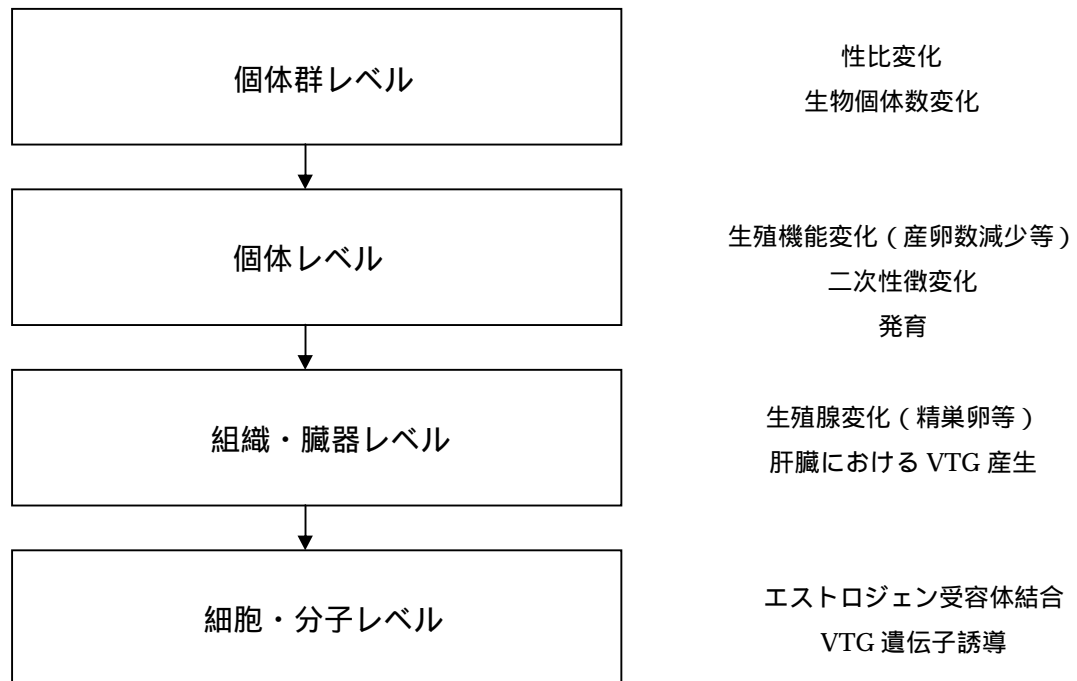 個体群レベル
性比変化
生物個体数変化
個体レベル
生殖機能変化(産卵数減少等)
二次性徴変化
発育
組織・臓器レベル
生殖腺変化(精巣卵等)
肝臓における VTG 産生
細胞・分子レベル
エストロジェン受容体結合
VTG 遺伝子誘導